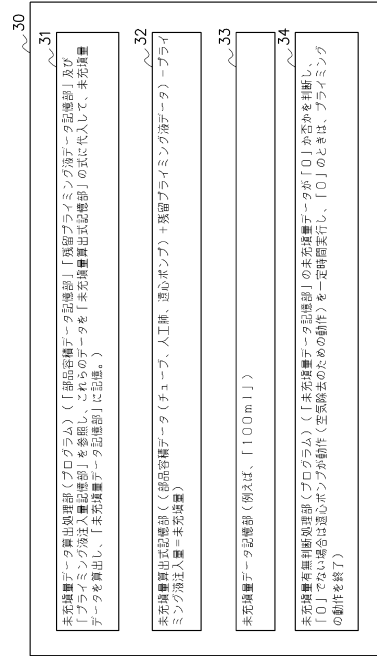 30
31
未充填量データ算出処理部(プログラム)(「部品容積データ記憶部」「残留プライミング液データ記憶部」及び
「プライミング液注入量記憶部」を参照し、これらのデータを「未充填量算出式記憶部」の式に代入して、未充填量
データを算出し、「未充填量データ記憶部」に記憶。)
32
未充填量算出式記憶部((部品容積データ(チューブ、人工肺、遠心ポンプ)+残留プライミング液データ)-プライ
ミング液注入量=未充填量)
33
未充填量データ記憶部(例えば、「100ml」)
34
未充填量有無判断処理部(プログラム)(「未充填量データ記憶部」の未充填量データが「0」か否かを判断し、
「0」でない場合は遠心ポンプが動作(空気除去のための動作)を一定時間実行し、「0」のときは、プライミング
の動作を終了)